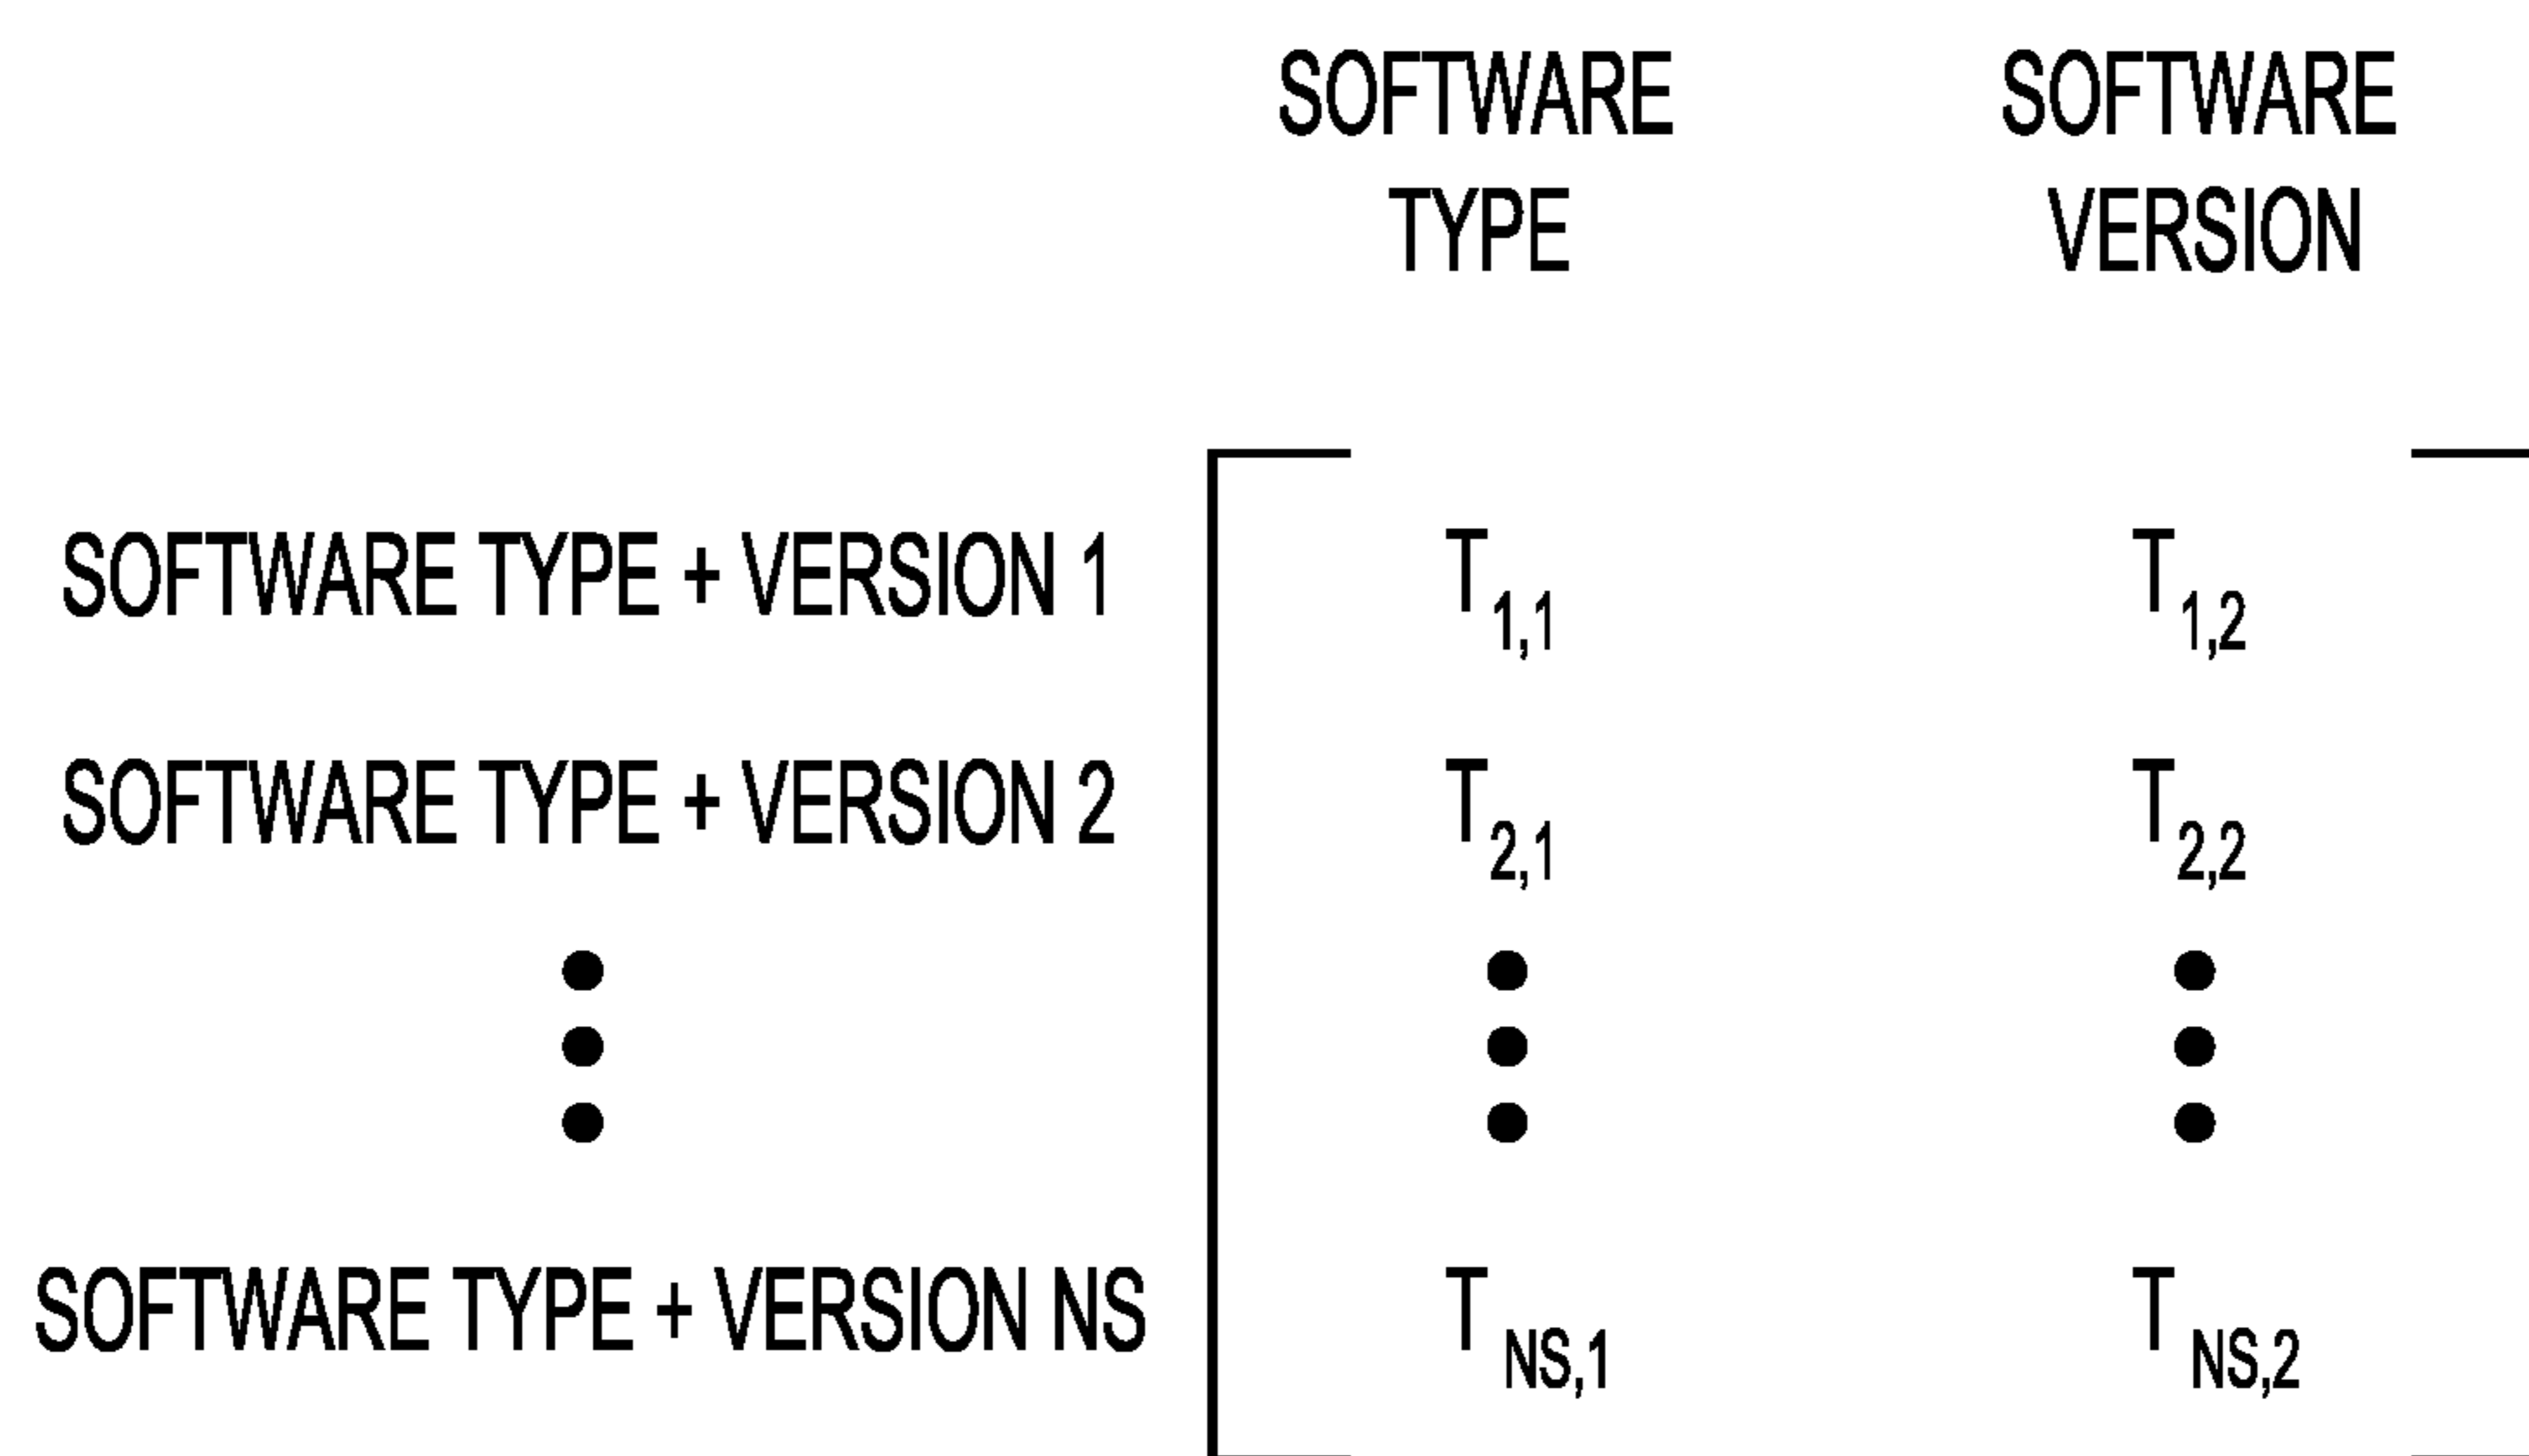 SOFTWARE SOFTWARE
TYPE VERSION
SOFTWARE TYPE + VERSION 1 T1,1 T1,2
SOFTWARE TYPE + VERSION 2 T2,1 T2,2
SOFTWARE TYPE + VERSION NS TNS,1 TNS,2